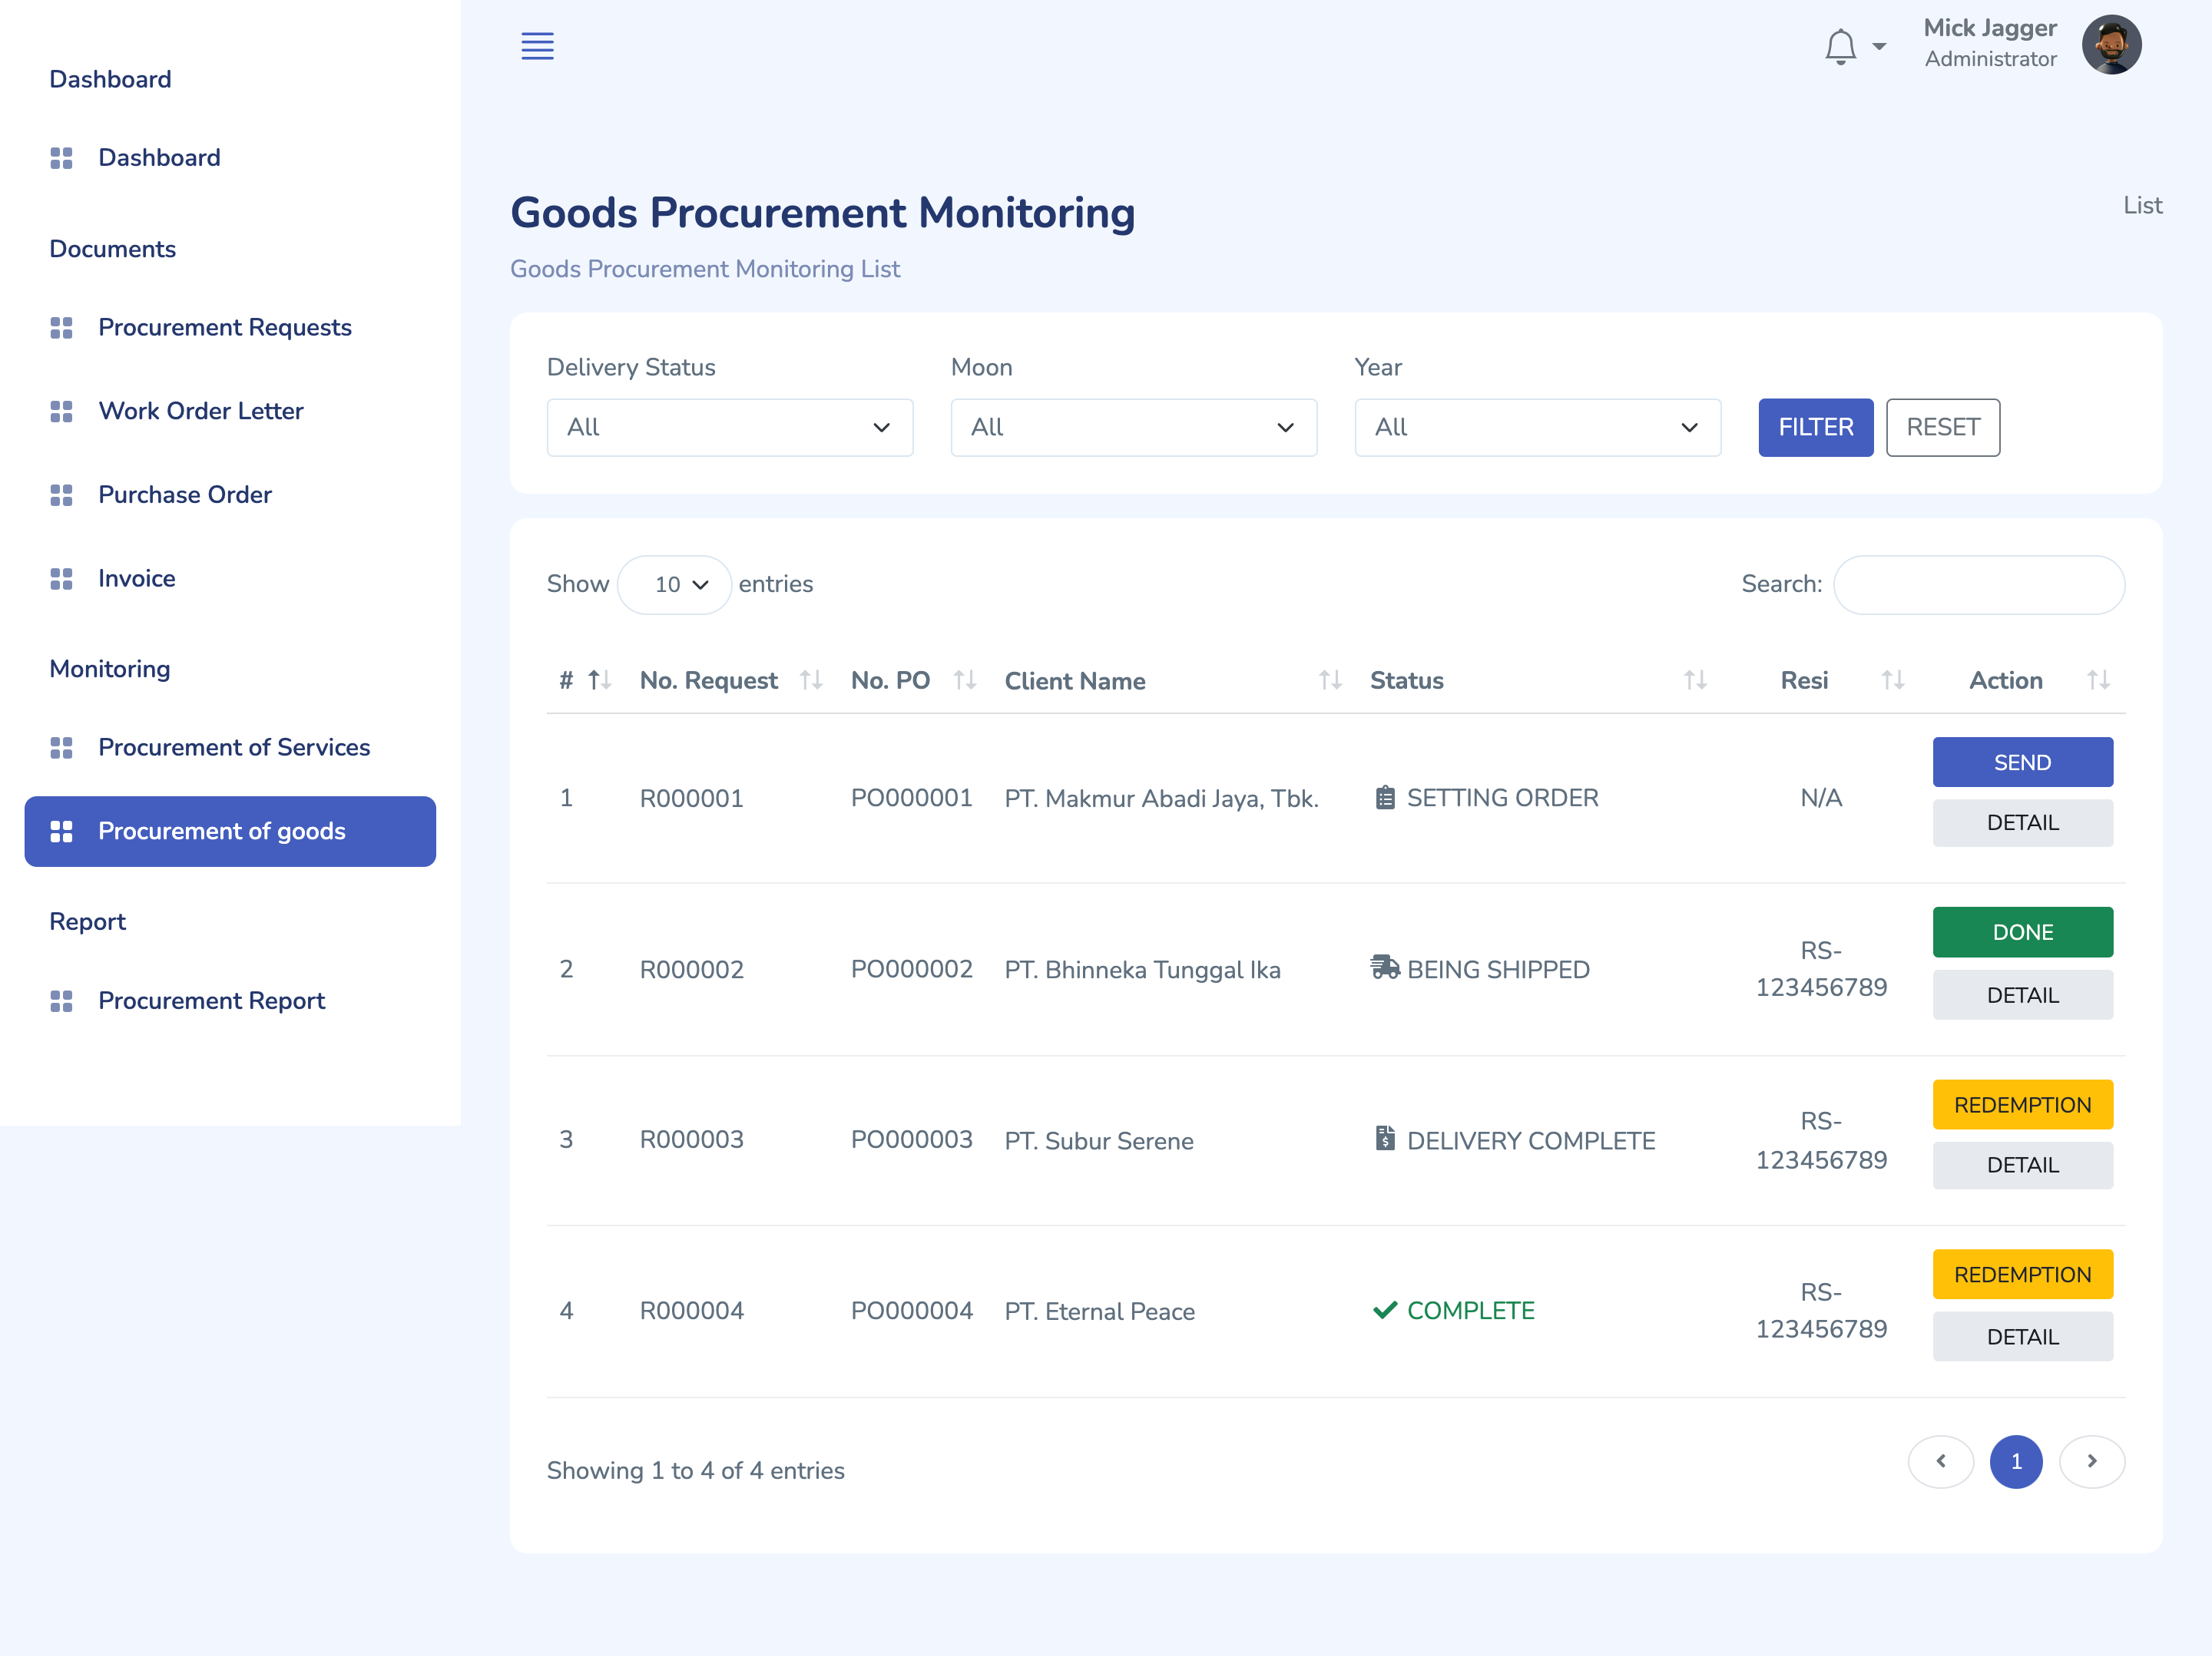 Dashboard
Dashboard
Documents
Procurement Requests
Work Order Letter
Purchase Order
Invoice
Monitoring
Procurement of Services
Procurement of goods
Report
Procurement Report
Mick Jagger
Administrator
Goods Procurement Monitoring
List
Goods Procurement Monitoring List
Delivery Status Moon Year
All All All FILTER RESET
Show 10 entries Search:
# No. Request No. PO Client Name Status Resi Action
1 R000001 PO000001 PT. Makmur Abadi Jaya, Tbk. SETTING ORDER N/A SEND
DETAIL
2 R000002 PO000002 PT. Bhinneka Tunggal Ika BEING SHIPPED RS-
123456789 DONE
DETAIL
3 R000003 PO000003 PT. Subur Serene DELIVERY COMPLETE RS-
123456789 REDEMPTION
DETAIL
4 R000004 PO000004 PT. Eternal Peace COMPLETE RS-
123456789 REDEMPTION
DETAIL
Showing 1 to 4 of 4 entries 1